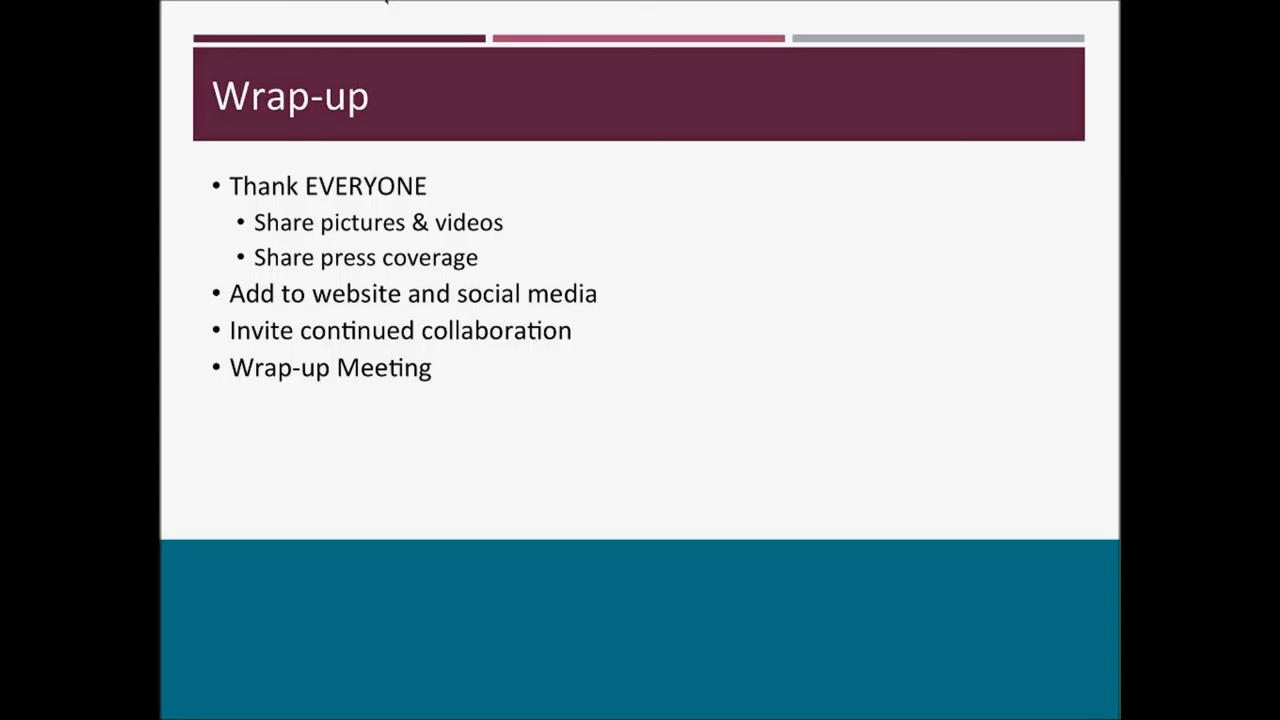 Wrap-up
• Thank EVERYONE
• Share pictures & videos
• Share press coverage
• Add to website and social media
• Invite continued collaboration
• Wrap-up Meeting